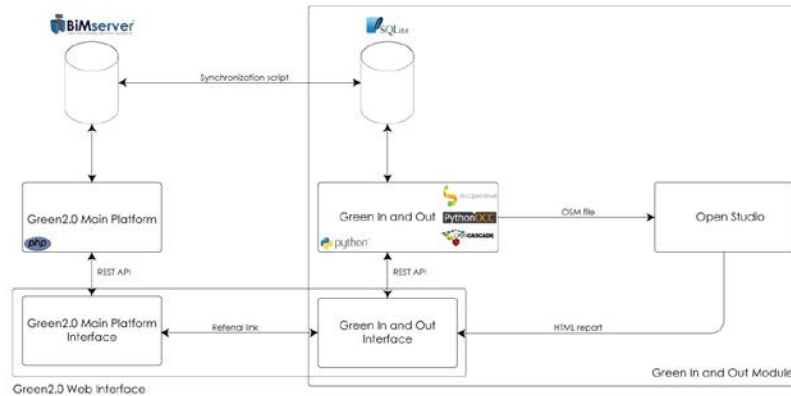 BiMserver
SQLite
Synchronization script
Green2.0 Main Platform
php
Green In and Out
python
PythonOCC
CASCADE
OSM file
Open Studio
REST API
REST API
Green2.0 Main Platform
Interface
Referral link
Green In and Out
Interface
HTML report
Green2.0 Web Interface
Green In and Out Module